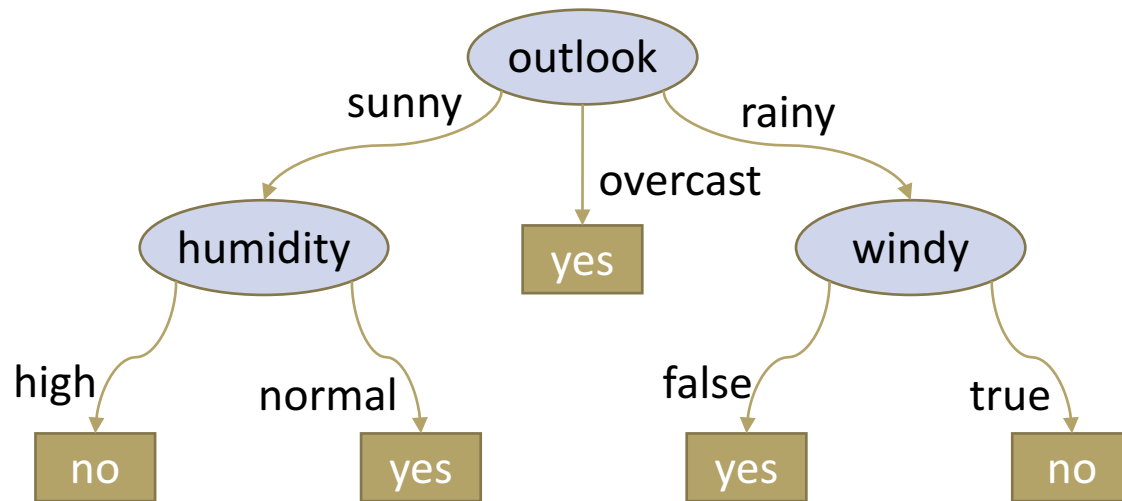 outlook
sunny
rainy
overcast
humidity
yes
windy
high
normal
false
true
no
yes
yes
no